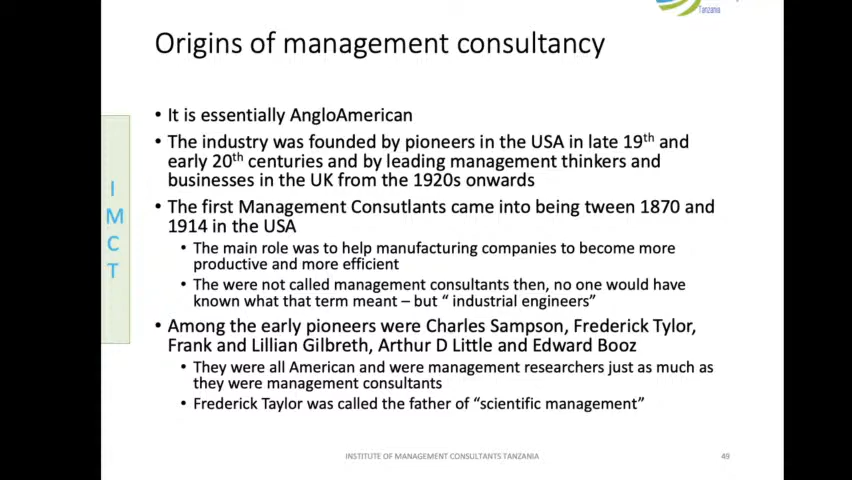 Tanzania
Origins of management consultancy
• It is essentially AngloAmerican
• The industry was founded by pioneers in the USA in late 19th and
early 20th centuries and by leading management thinkers and
businesses in the UK from the 1920s onwards
• The first Management Consutlants came into being tween 1870 and
1914 in the USA
• The main role was to help manufacturing companies to become more
productive and more efficient
• The were not called management consultants then, no one would have
known what that term meant – but “ industrial engineers”
• Among the early pioneers were Charles Sampson, Frederick Tylor,
Frank and Lillian Gilbreth, Arthur D Little and Edward Booz
• They were all American and were management researchers just as much as
they were management consultants
• Frederick Taylor was called the father of “scientific management”
I
M
C
T
INSTITUTE OF MANAGEMENT CONSULTANTS TANZANIA
49